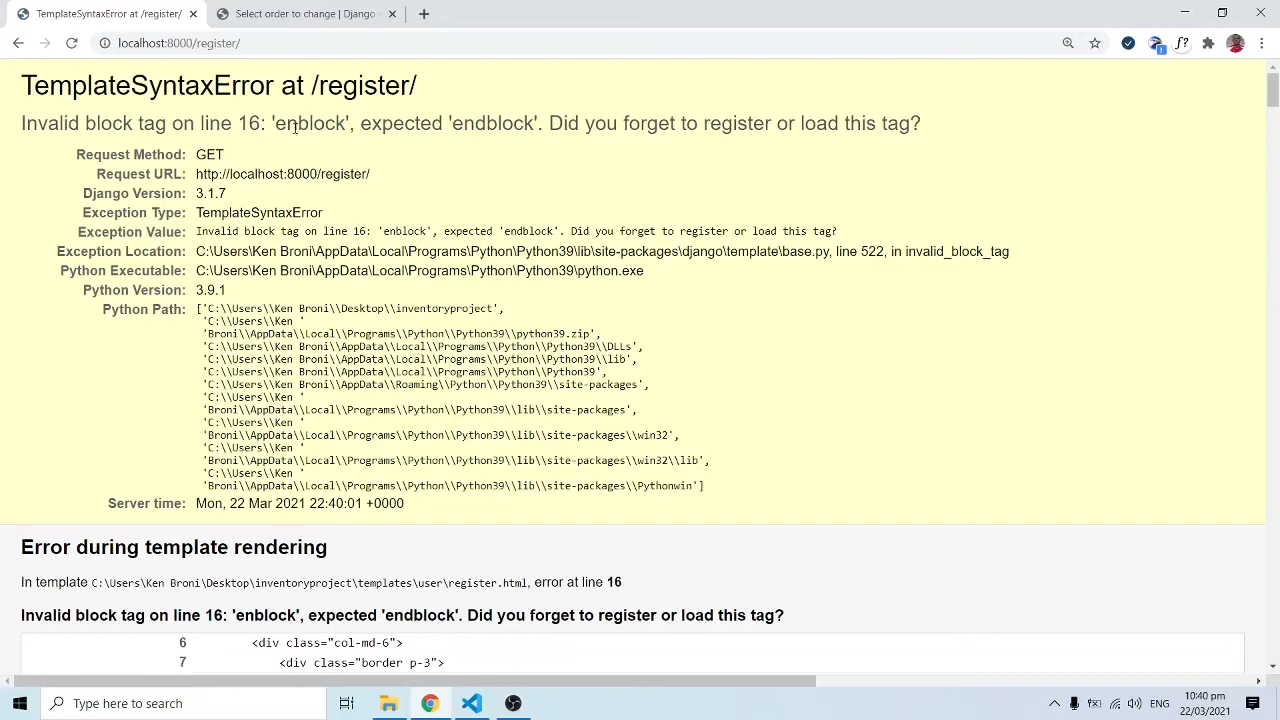 TemplateSyntaxError at /register/
Select order to change | Django
localhost:8000/register/
TemplateSyntaxError at /register/
Invalid block tag on line 16: 'enblock', expected 'endblock'. Did you forget to register or load this tag?
Request Method: GET
Request URL: http://localhost:8000/register/
Django Version: 3.1.7
Exception Type: TemplateSyntaxError
Exception Value: Invalid block tag on line 16: 'enblock', expected 'endblock'. Did you forget to register or load this tag?
Exception Location: C:\Users\Ken Broni\AppData\Local\Programs\Python\Python39\lib\site-packages\django\template\base.py, line 522, in invalid_block_tag
Python Executable: C:\Users\Ken Broni\AppData\Local\Programs\Python\Python39\python.exe
Python Version: 3.9.1
Python Path: ['C:\\Users\\Ken Broni\\Desktop\\inventoryproject',
'C:\\Users\\Ken '
'Broni\\AppData\\Local\\Programs\\Python\\Python39\\python39.zip',
'C:\\Users\\Ken Broni\\AppData\\Local\\Programs\\Python\\Python39\\DLLs',
'C:\\Users\\Ken Broni\\AppData\\Local\\Programs\\Python\\Python39\\lib',
'C:\\Users\\Ken Broni\\AppData\\Local\\Programs\\Python\\Python39',
'C:\\Users\\Ken Broni\\AppData\\Roaming\\Python\\Python39\\site-packages',
'C:\\Users\\Ken '
'Broni\\AppData\\Local\\Programs\\Python\\Python39\\lib\\site-packages',
'C:\\Users\\Ken '
'Broni\\AppData\\Local\\Programs\\Python\\Python39\\lib\\site-packages\\win32',
'C:\\Users\\Ken '
'Broni\\AppData\\Local\\Programs\\Python\\Python39\\lib\\site-packages\\win32\\lib',
'C:\\Users\\Ken '
'Broni\\AppData\\Local\\Programs\\Python\\Python39\\lib\\site-packages\\Pythonwin']
Server time: Mon, 22 Mar 2021 22:40:01 +0000
Error during template rendering
In template C:\Users\Ken Broni\Desktop\inventoryproject\templates\user\register.html, error at line 16
Invalid block tag on line 16: 'enblock', expected 'endblock'. Did you forget to register or load this tag?
6 <div class="col-md-6">
7 <div class="border p-3">
Type here to search
ENG
10:40 pm
22/03/2021